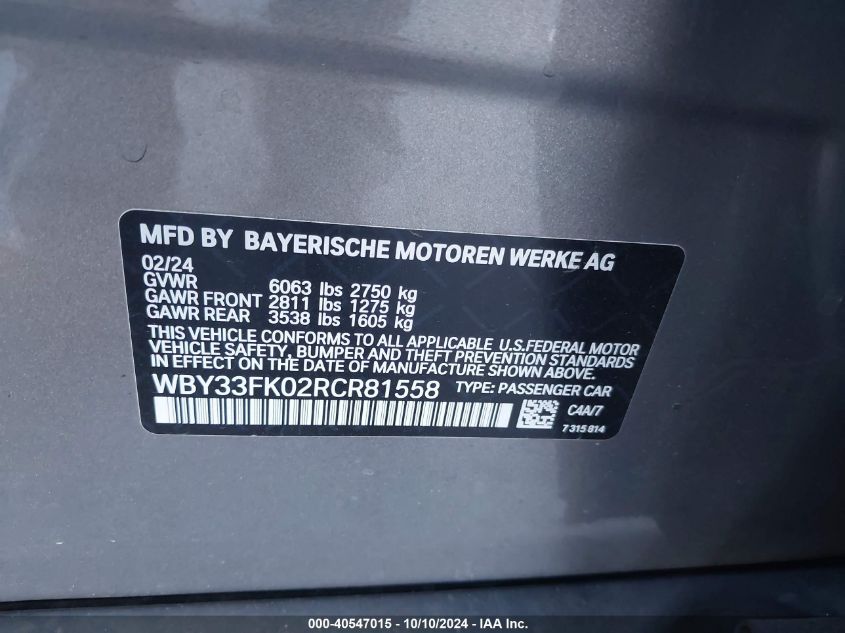 MFD BY BAYERISCHE MOTOREN WERKE AG
02/24
GVWR 6063 lbs 2750 kg
GAWR FRONT 2811 lbs 1275 kg
GAWR REAR 3538 lbs 1605 kg
THIS VEHICLE CONFORMS TO ALL APPLICABLE U.S.FEDERAL MOTOR
VEHICLE SAFETY, BUMPER AND THEFT PREVENTION STANDARDS
IN EFFECT ON THE DATE OF MANUFACTURE SHOWN ABOVE.
WBY33FK02RCR81558 TYPE: PASSENGER CAR
C4A/7
7315814
000-40547015 - 10/10/2024 - IAA Inc.